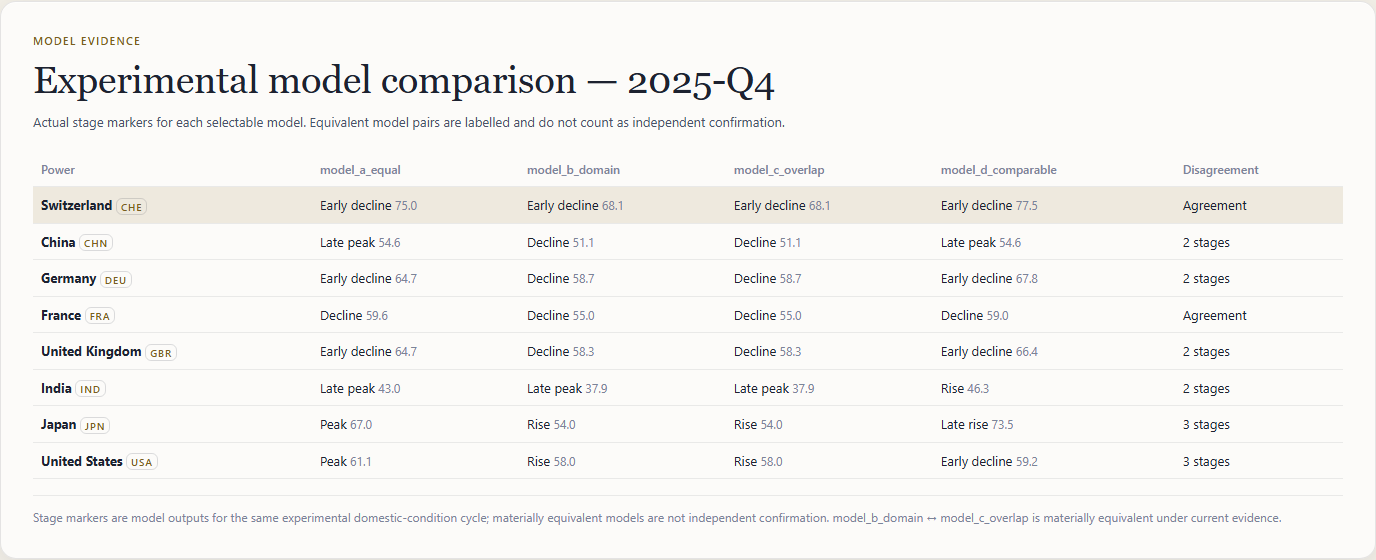 MODEL EVIDENCE
Experimental model comparison — 2025-Q4
Actual stage markers for each selectable model. Equivalent model pairs are labelled and do not count as independent confirmation.
Power model_a_equal model_b_domain model_c_overlap model_d_comparable Disagreement
Switzerland CHE Early decline 75.0 Early decline 68.1 Early decline 68.1 Early decline 77.5 Agreement
China CHN Late peak 54.6 Decline 51.1 Decline 51.1 Late peak 54.6 2 stages
Germany DEU Early decline 64.7 Decline 58.7 Decline 58.7 Early decline 67.8 2 stages
France FRA Decline 59.6 Decline 55.0 Decline 55.0 Decline 59.0 Agreement
United Kingdom GBR Early decline 64.7 Decline 58.3 Decline 58.3 Early decline 66.4 2 stages
India IND Late peak 43.0 Late peak 37.9 Late peak 37.9 Rise 46.3 2 stages
Japan JPN Peak 67.0 Rise 54.0 Rise 54.0 Late rise 73.5 3 stages
United States USA Peak 61.1 Rise 58.0 Rise 58.0 Early decline 59.2 3 stages
Stage markers are model outputs for the same experimental domestic-condition cycle; materially equivalent models are not independent confirmation. model_b_domain ↔ model_c_overlap is materially equivalent under current evidence.